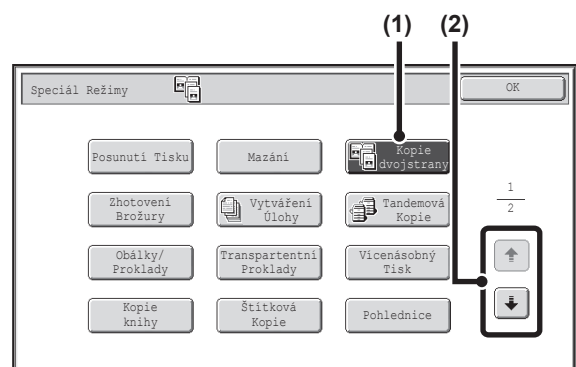 (1) (2)
Speciál Režimy OK
Posunutí Tisku Mazání Kopie
dvojstrany
Zhotovení
Brožury Vytváření
Úlohy Tandemová
Kopie
1
2
Obálky/
Proklady Transpartentní
Proklady Vícenásobný
Tisk
Kopie
knihy Štítková
Kopie Pohlednice